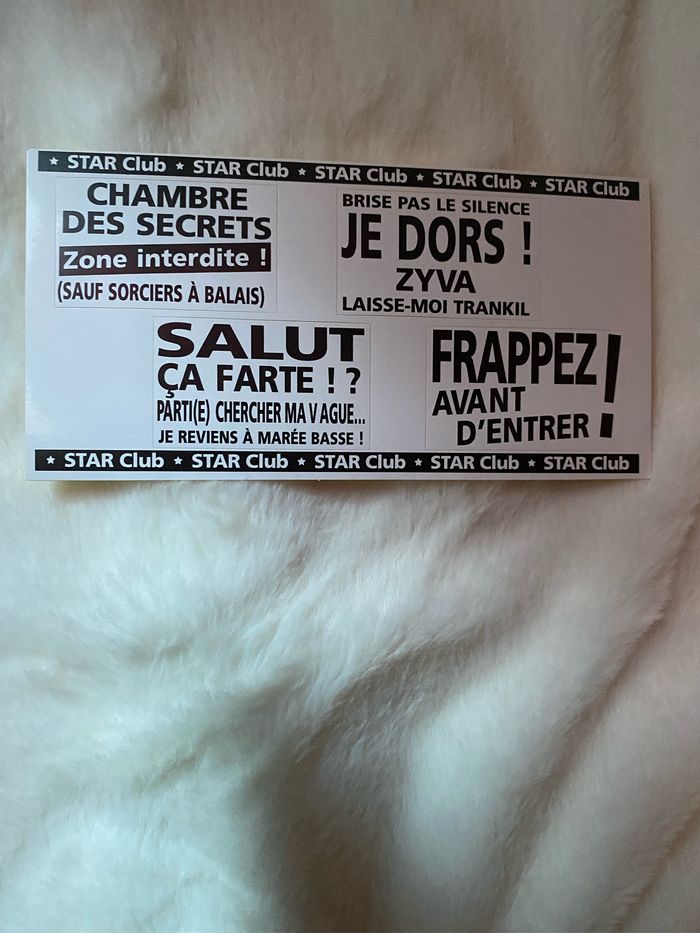 ★ STAR Club ★ STAR Club ★ STAR Club ★ STAR Club ★ STAR Club
CHAMBRE
DES SECRETS
Zone interdite !
(SAUF SORCIERS À BALAIS)
BRISE PAS LE SILENCE
JE DORS !
ZYVA
LAISSE-MOI TRANKIL
SALUT
ÇA FARTE ! ?
PARTI(E) CHERCHER MA V AGUE...
JE REVIENS À MARÉE BASSE !
FRAPPEZ
AVANT
D'ENTRER !
★ STAR Club ★ STAR Club ★ STAR Club ★ STAR Club ★ STAR Club